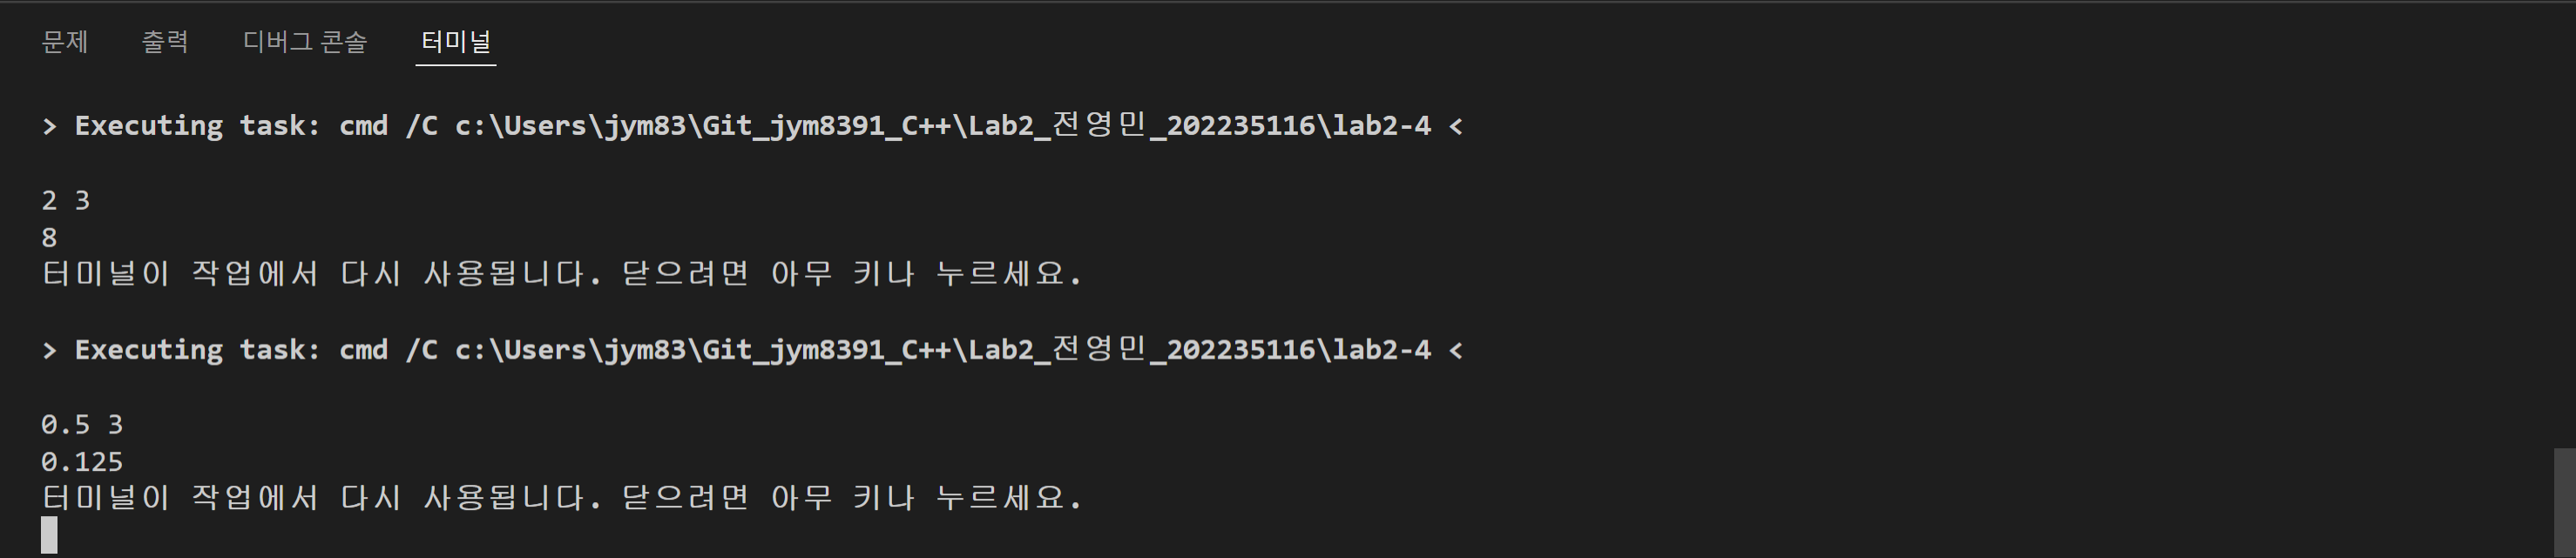 문제 출력 디버그 콘솔 터미널
> Executing task: cmd /C c:\Users\jym83\Git_jym8391_C++\Lab2_전영민_202235116\lab2-4 <
2 3
8
터미널이 작업에서 다시 사용됩니다. 닫으려면 아무 키나 누르세요.
> Executing task: cmd /C c:\Users\jym83\Git_jym8391_C++\Lab2_전영민_202235116\lab2-4 <
0.5 3
0.125
터미널이 작업에서 다시 사용됩니다. 닫으려면 아무 키나 누르세요.